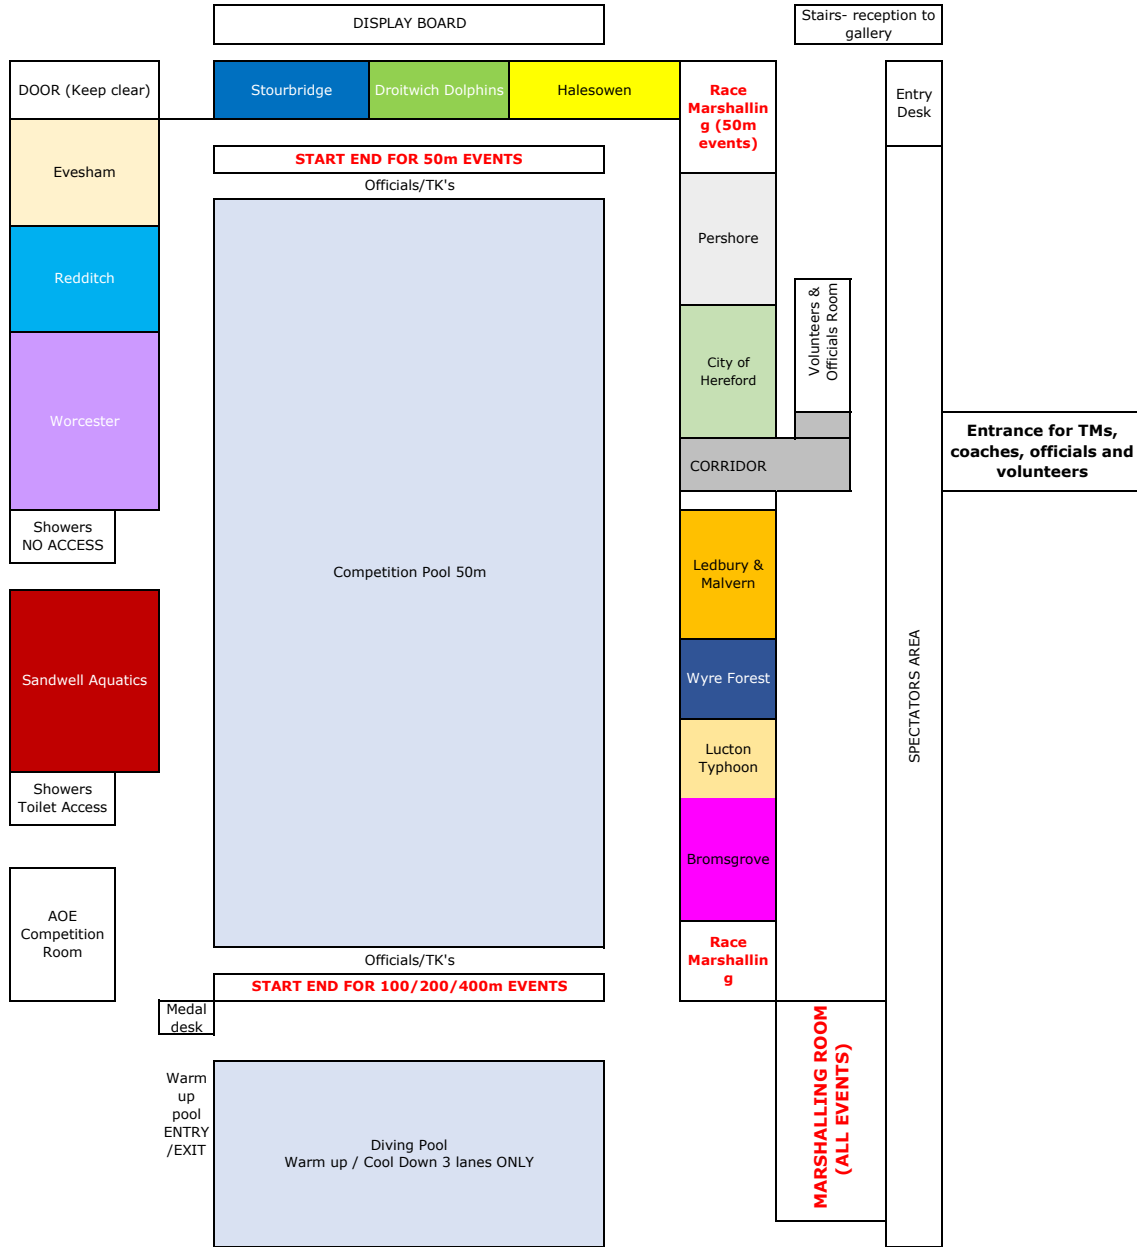 DISPLAY BOARD
Stairs- reception to
gallery
DOOR (Keep clear)
Stourbridge
Droitwich Dolphins
Halesowen
Race
Marshallin
g (50m
events)
Entry
Desk
Evesham
START END FOR 50m EVENTS
Officials/TK's
Pershore
Redditch
Volunteers &
Officials Room
City of
Hereford
Worcester
Entrance for TMs,
coaches, officials and
volunteers
CORRIDOR
Showers
NO ACCESS
Competition Pool 50m
Ledbury &
Malvern
Sandwell Aquatics
Wyre Forest
SPECTATORS AREA
Lucton
Typhoon
Showers
Toilet Access
Bromsgrove
AOE
Competition
Room
Race
Marshallin
g
Officials/TK's
START END FOR 100/200/400m EVENTS
Medal
desk
MARSHALLING ROOM
(ALL EVENTS)
Warm
up
pool
ENTRY
/EXIT
Diving Pool
Warm up / Cool Down 3 lanes ONLY